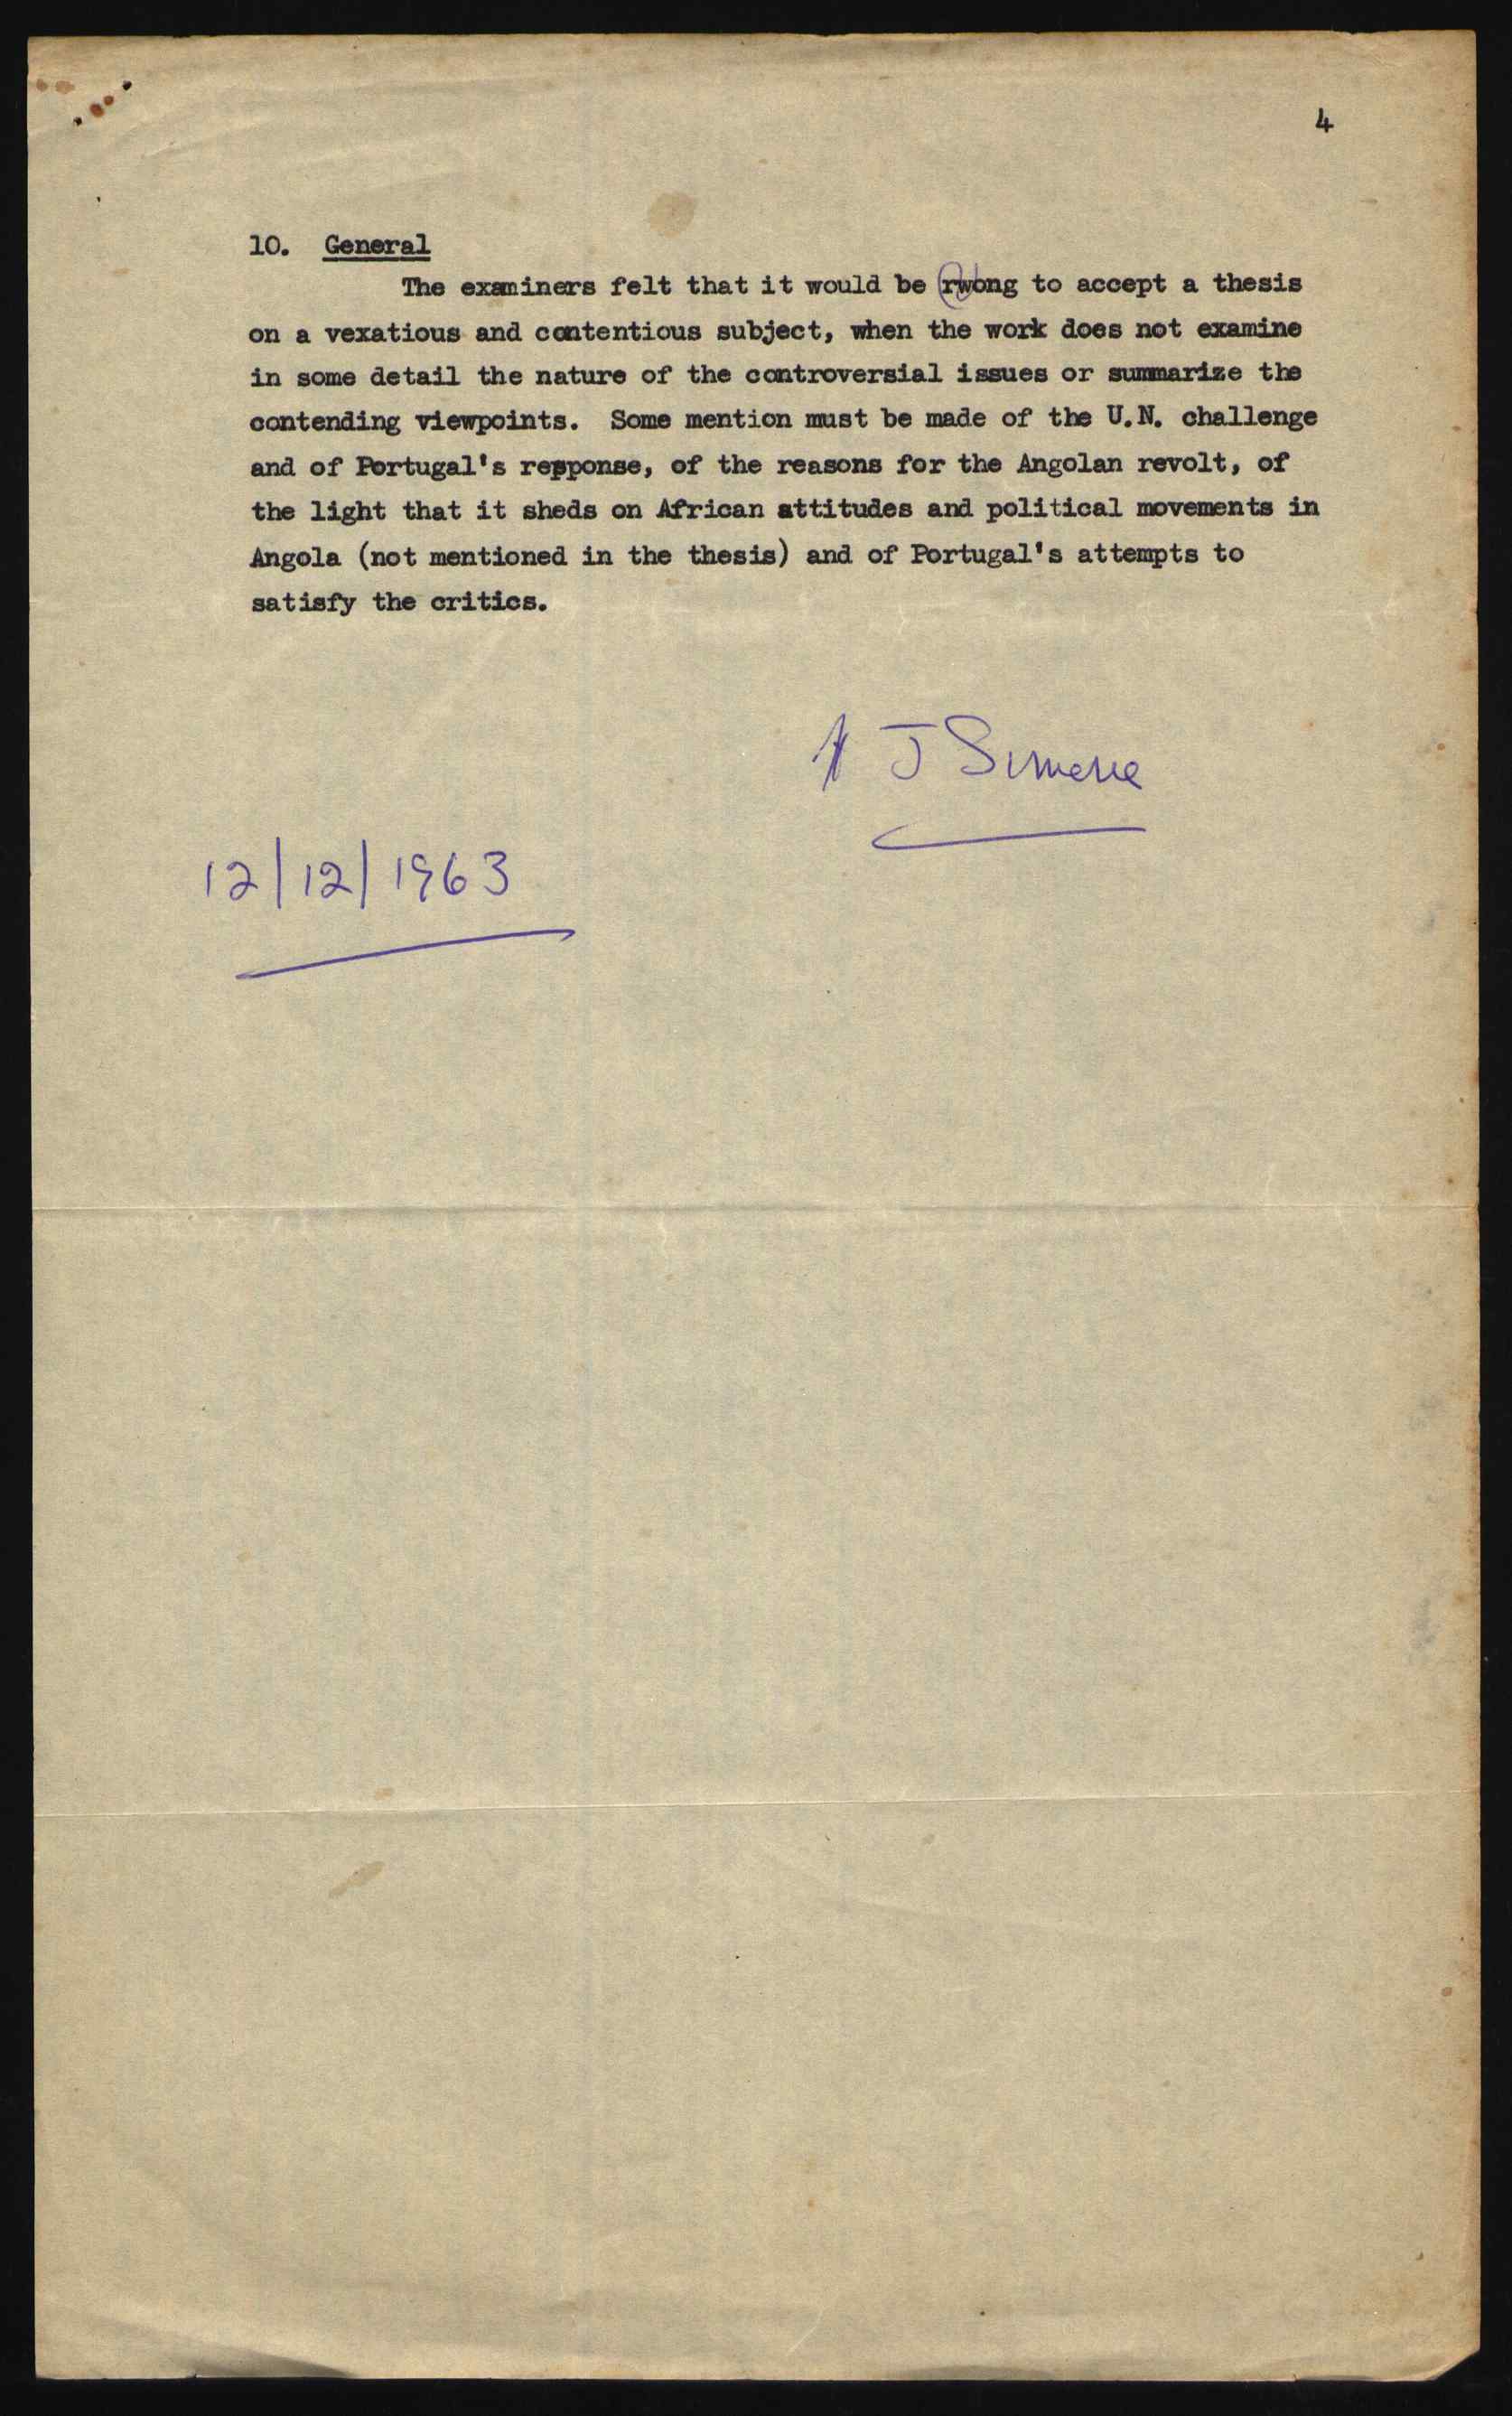 4
10. General
The examiners felt that it would be rwong to accept a thesis
on a vexatious and contentious subject, when the work does not examine
in some detail the nature of the controversial issues or summarize the
contending viewpoints. Some mention must be made of the U.N. challenge
and of Portugal's response, of the reasons for the Angolan revolt, of
the light that it sheds on African attitudes and political movements in
Angola (not mentioned in the thesis) and of Portugal's attempts to
satisfy the critics.
J Simons
12/12/1963